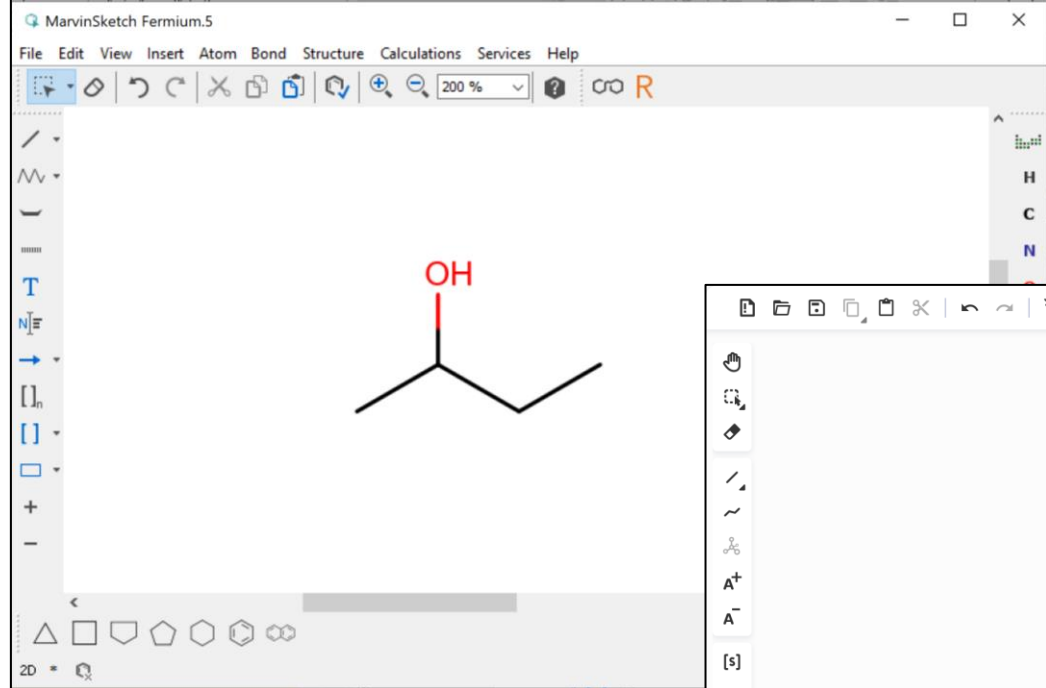 MarvinSketch Fermium.5
File Edit View Insert Atom Bond Structure Calculations Services Help
200 %
R
H
C
N
T
N
[ ]n
[ ]
OH
A+
A-
[s]
2D *